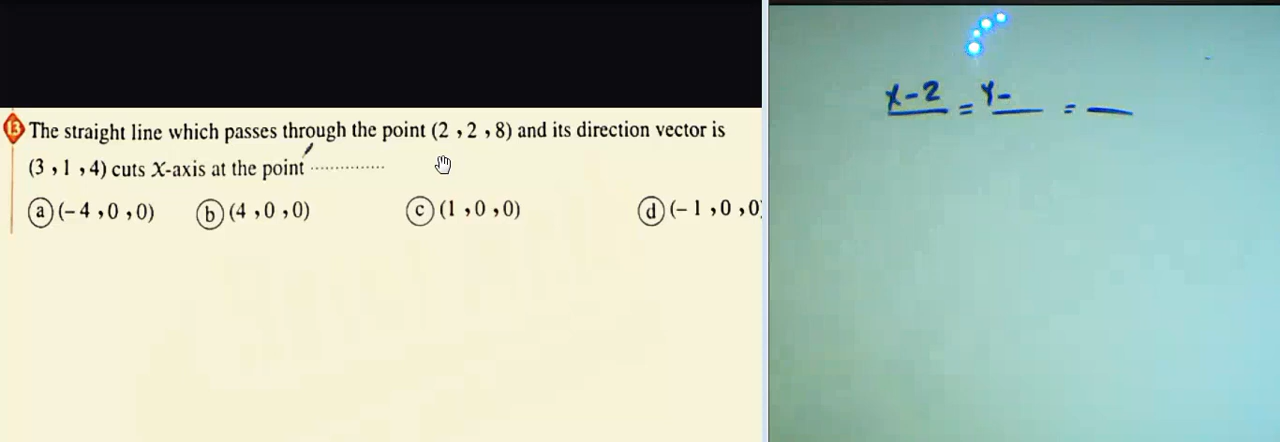 13 The straight line which passes through the point (2 , 2 , 8) and its direction vector is
(3 , 1 , 4) cuts X-axis at the point ...............
a (– 4 , 0 , 0) b (4 , 0 , 0) c (1 , 0 , 0) d (– 1 , 0 , 0)
x – 2 = y – =